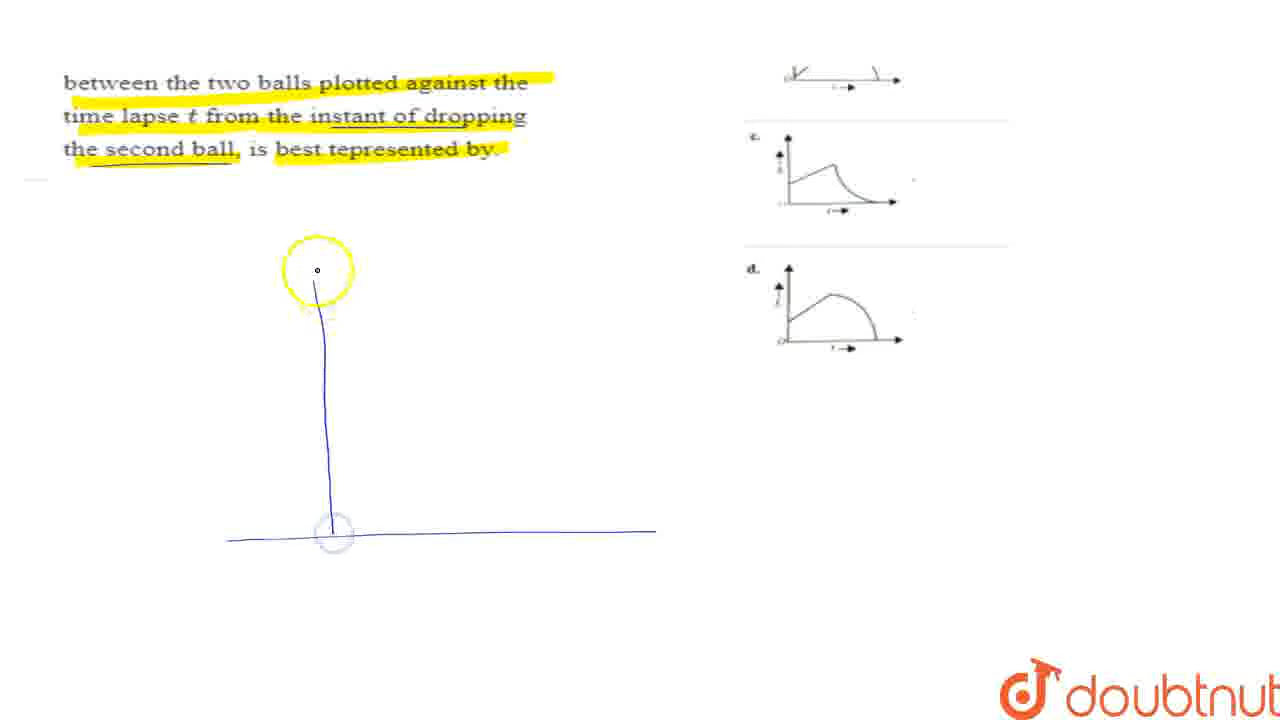 between the two balls plotted against the
time lapse t from the instant of dropping
the second ball, is best tepresented by.
c.
d.
doubtnut